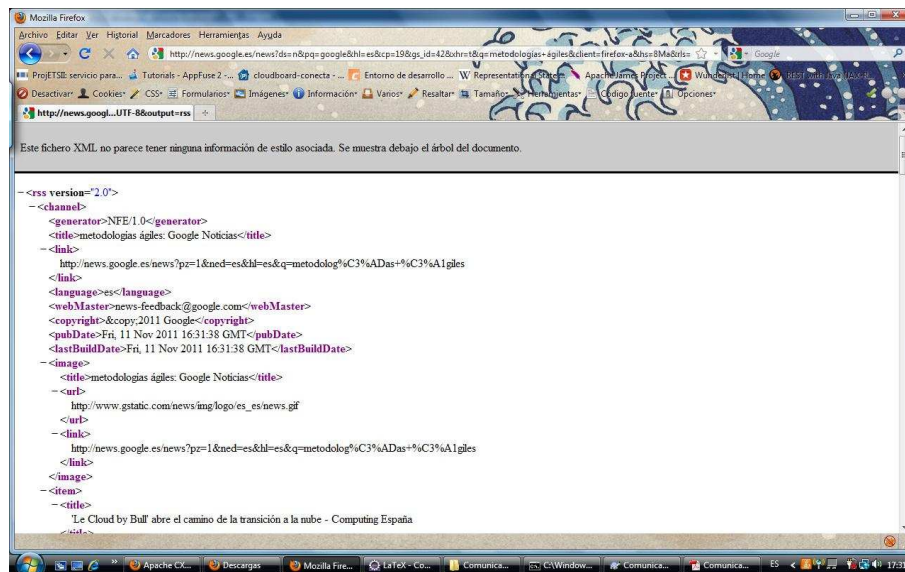 Mozilla Firefox
Archivo Editar Ver Historial Marcadores Herramientas Ayuda
http://news.google.es/news?ds=n&pq=google&hl=es&cp=19&gs_id=42&xhr=t&q=metodologías+ágiles&client=firefox-a&hs=8Ma&rls= Google
ProjETSII: servicio para... Tutorials - AppFuse 2 -... cloudboard-conecta - ... Entorno de desarrollo ... Representational State Apache James Project ... Wunderlist | Home REST with Java
Desactivar Cookies CSS Formularios Imágenes Información Varios Resaltar Tamaño Herramientas Código fuente Opciones
http://news.googl...UTF-8&output=rss
Este fichero XML no parece tener ninguna información de estilo asociada. Se muestra debajo el árbol del documento.
−<rss version="2.0">
−<channel>
<generator>NFE/1.0</generator>
<title>metodologías ágiles: Google Noticias</title>
−<link>
http://news.google.es/news?pz=1&ned=es&hl=es&q=metodolog%C3%ADas+%C3%A1giles
</link>
<language>es</language>
<webMaster>news-feedback@google.com</webMaster>
<copyright>&copy;2011 Google</copyright>
<pubDate>Fri, 11 Nov 2011 16:31:38 GMT</pubDate>
<lastBuildDate>Fri, 11 Nov 2011 16:31:38 GMT</lastBuildDate>
−<image>
<title>metodologías ágiles: Google Noticias</title>
−<url>
http://www.gstatic.com/news/img/logo/es_es/news.gif
</url>
−<link>
http://news.google.es/news?pz=1&ned=es&hl=es&q=metodolog%C3%ADas+%C3%A1giles
</link>
</image>
−<item>
−<title>
'Le Cloud by Bull' abre el camino de la transición a la nube - Computing España
</title>
Apache CX... Descargas Mozilla Fire... LaTeX - Co... Comunica... C:\Window... Comunica... Comunica... ES 17:31